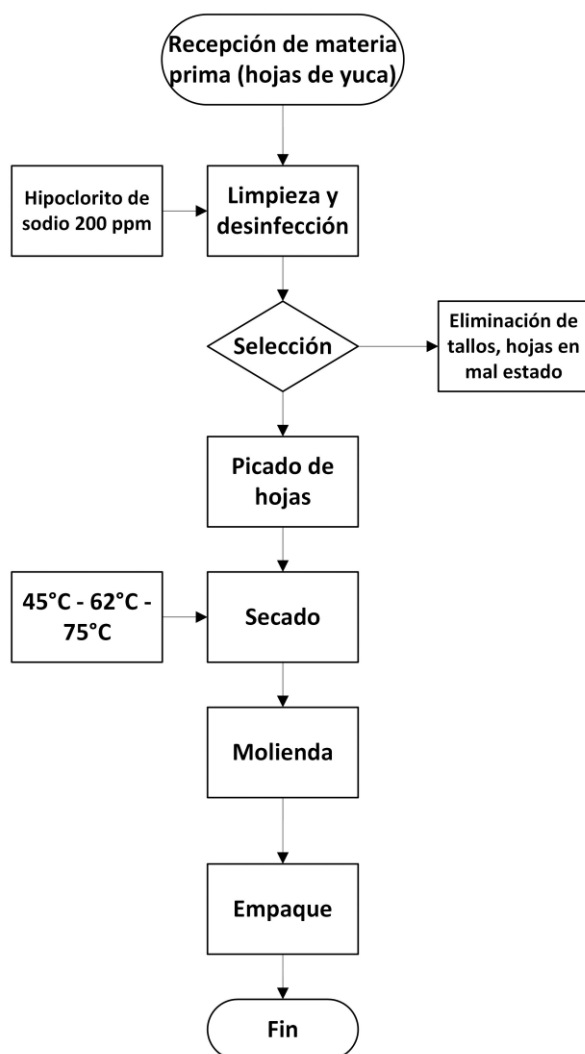 Recepción de materia
prima (hojas de yuca)
Hipoclorito de
sodio 200 ppm
Limpieza y
desinfección
Selección
Eliminación de
tallos, hojas en
mal estado
Picado de
hojas
45°C - 62°C -
75°C
Secado
Molienda
Empaque
Fin